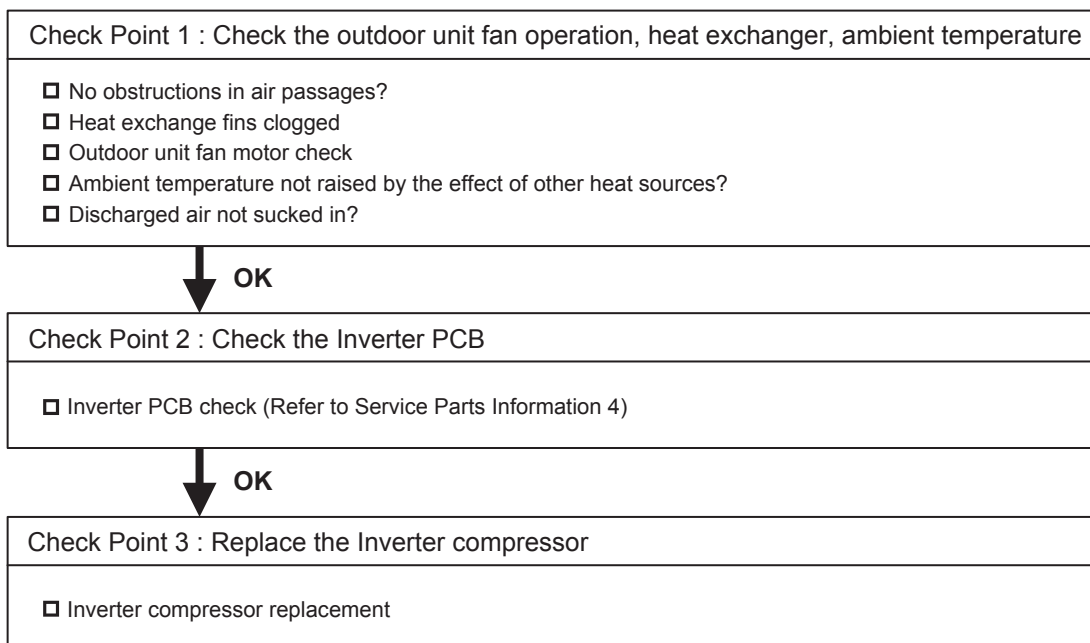 Check Point 1 : Check the outdoor unit fan operation, heat exchanger, ambient temperature
No obstructions in air passages?
Heat exchange fins clogged
Outdoor unit fan motor check
Ambient temperature not raised by the effect of other heat sources?
Discharged air not sucked in?
OK
Check Point 2 : Check the Inverter PCB
Inverter PCB check (Refer to Service Parts Information 4)
OK
Check Point 3 : Replace the Inverter compressor
Inverter compressor replacement